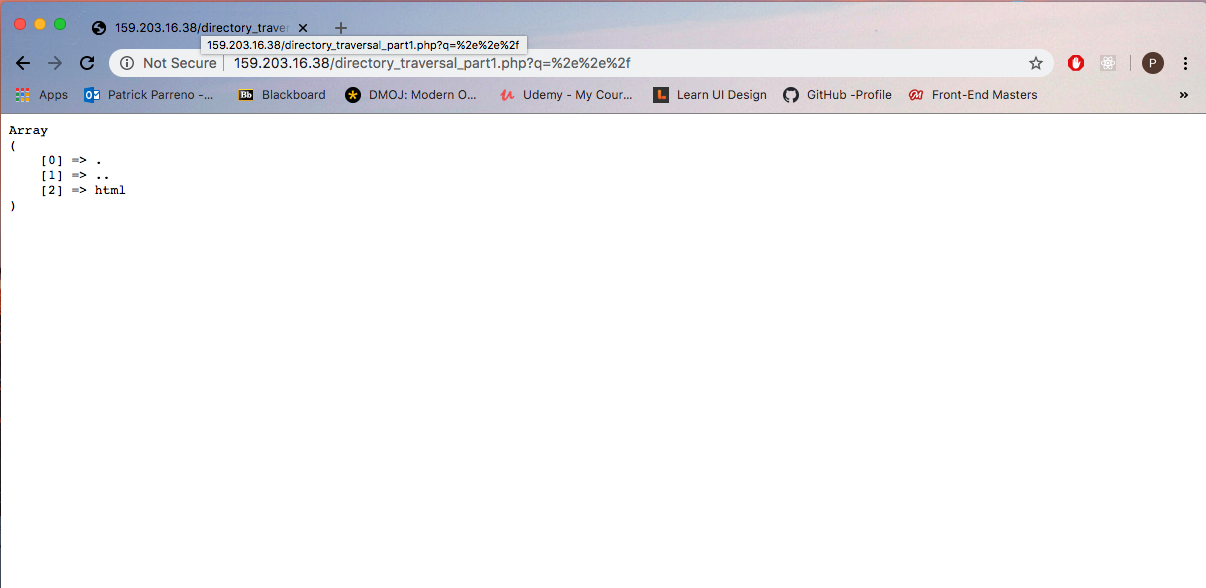 159.203.16.38/directory_traver
159.203.16.38/directory_traversal_part1.php?q=%2e%2e%2f
Not Secure 159.203.16.38/directory_traversal_part1.php?q=%2e%2e%2f P
Apps Patrick Parreno -... Bb Blackboard DMOJ: Modern O... Udemy - My Cour... L Learn UI Design GitHub -Profile Front-End Masters »
Array
(
[0] => .
[1] => ..
[2] => html
)